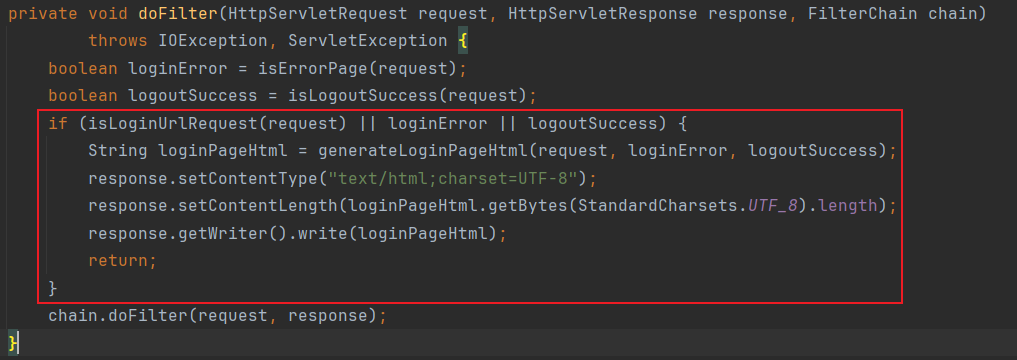 private void doFilter(HttpServletRequest request, HttpServletResponse response, FilterChain chain)
        throws IOException, ServletException {
    boolean loginError = isErrorPage(request);
    boolean logoutSuccess = isLogoutSuccess(request);
    if (isLoginUrlRequest(request) || loginError || logoutSuccess) {
        String loginPageHtml = generateLoginPageHtml(request, loginError, logoutSuccess);
        response.setContentType("text/html;charset=UTF-8");
        response.setContentLength(loginPageHtml.getBytes(StandardCharsets.UTF_8).length);
        response.getWriter().write(loginPageHtml);
        return;
    }
    chain.doFilter(request, response);
}